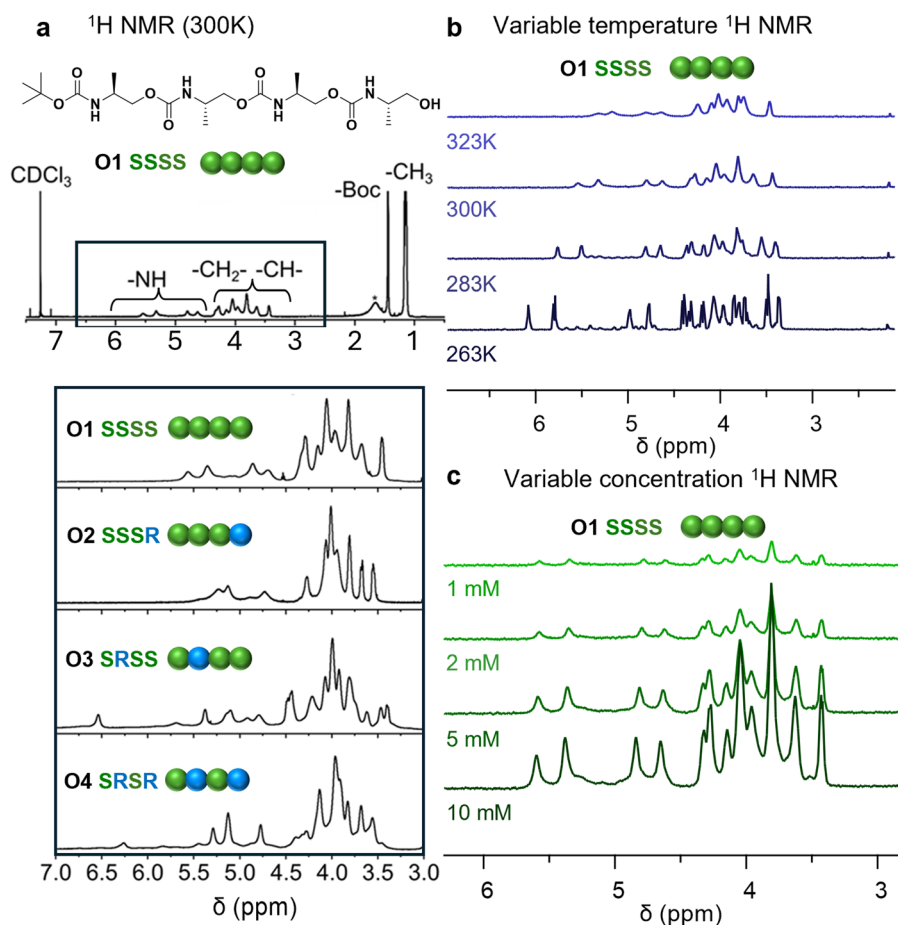 a ¹H NMR (300K)
O O H N O O N H O O H N O O N H OH
O1 SSSS
CDCl₃
-Boc
-CH₃
-NH
-CH₂-
-CH-
*
7 6 5 4 3 2 1
O1 SSSS
O2 SSSR
O3 SRSS
O4 SRSR
7.0 6.5 6.0 5.5 5.0 4.5 4.0 3.5 3.0
δ (ppm)
b Variable temperature ¹H NMR
O1 SSSS
323K
300K
283K
263K
6 5 4 3
δ (ppm)
c Variable concentration ¹H NMR
O1 SSSS
1 mM
2 mM
5 mM
10 mM
6 5 4 3
δ (ppm)